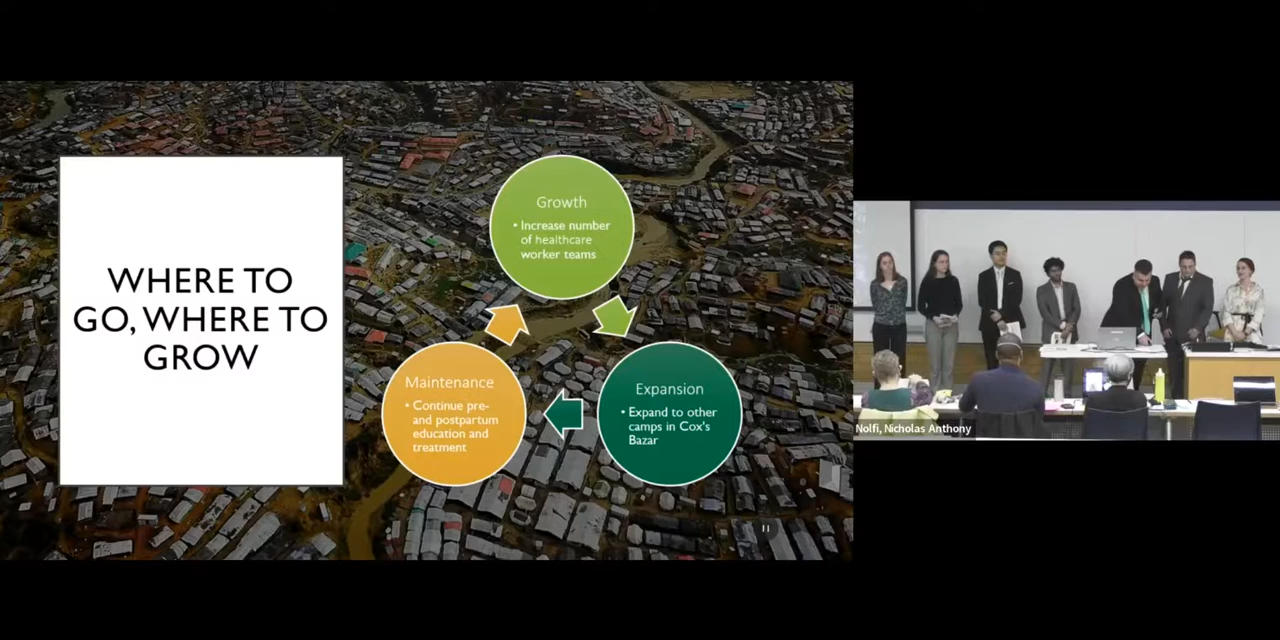 WHERE TO
GO, WHERE TO
GROW
Growth
• Increase number
of healthcare
worker teams
Maintenance
• Continue pre-
and postpartum
education and
treatment
Expansion
• Expand to other
camps in Cox's
Bazar
11
Nolfi, Nicholas Anthony